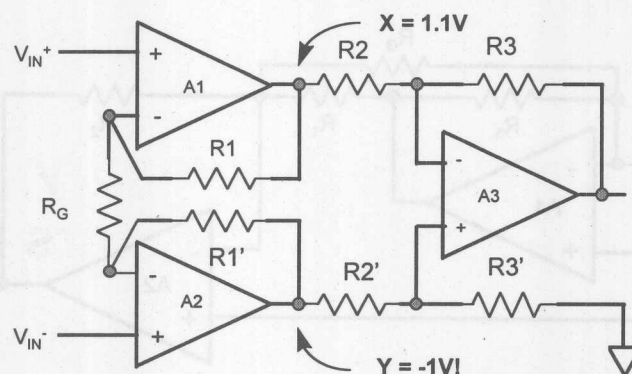 X = 1.1V
R2
R3
VIN+
+
A1
-
R1
RG
-
A3
+
R1'
-
A2
+
R2'
R3'
VIN-
Y = -1V!